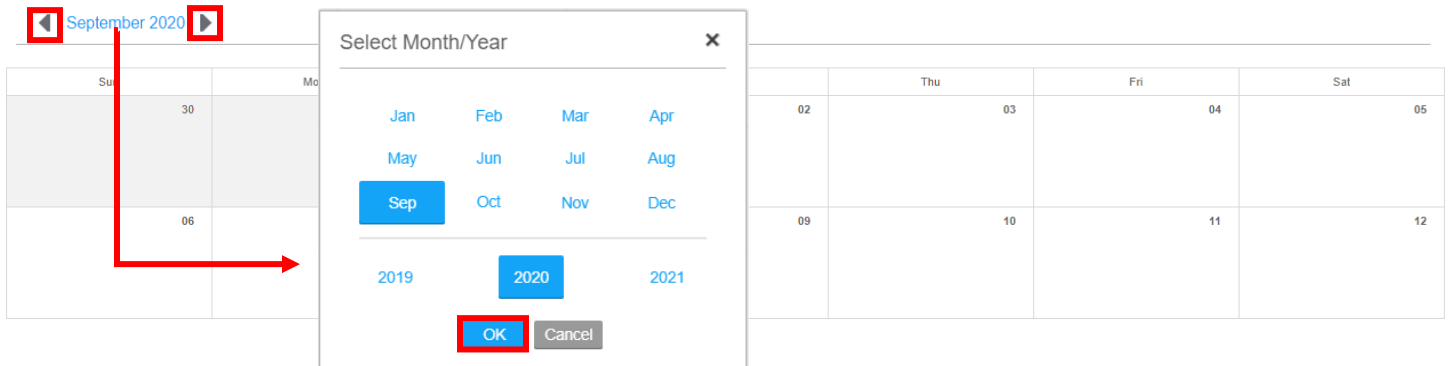 September 2020
Select Month/Year ×
Sun Mo Thu Fri Sat
30 02 03 04 05
Jan Feb Mar Apr
May Jun Jul Aug
Sep Oct Nov Dec
06 09 10 11 12
2019 2020 2021
OK Cancel